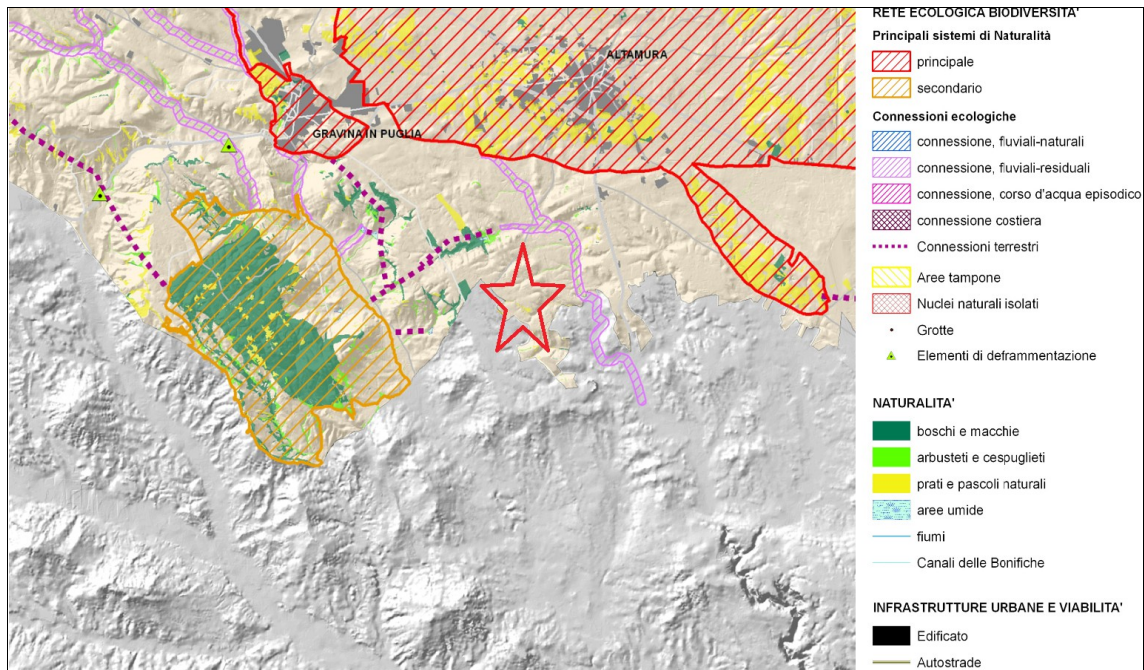 ALTAMURA
GRAVINA IN PUGLIA
RETE ECOLOGICA BIODIVERSITA'
Principali sistemi di Naturalità
principale
secondario
Connessioni ecologiche
connessione, fluviali-naturali
connessione, fluviali-residuali
connessione, corso d'acqua episodico
connessione costiera
Connessioni terrestri
Aree tampone
Nuclei naturali isolati
Grotte
Elementi di deframmentazione
NATURALITA'
boschi e macchie
arbusteti e cespuglieti
prati e pascoli naturali
aree umide
fiumi
Canali delle Bonifiche
INFRASTRUTTURE URBANE E VIABILITA'
Edificato
Autostrade